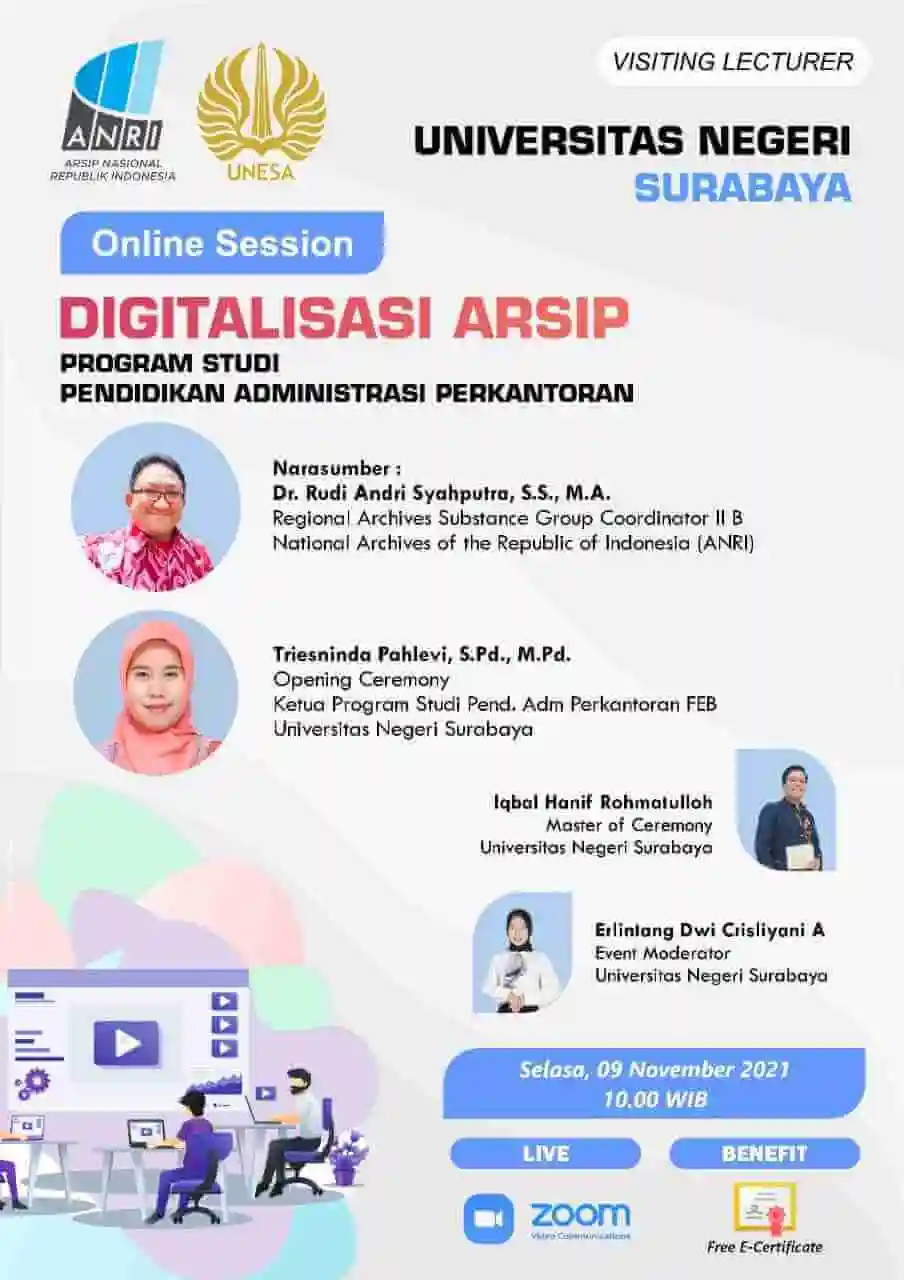 VISITING LECTURER
ANRI
ARSIP NASIONAL
REPUBLIK INDONESIA
UNESA
UNIVERSITAS NEGERI
SURABAYA
Online Session
DIGITALISASI ARSIP
PROGRAM STUDI
PENDIDIKAN ADMINISTRASI PERKANTORAN
Narasumber :
Dr. Rudi Andri Syahputra, S.S., M.A.
Regional Archives Substance Group Coordinator II B
National Archives of the Republic of Indonesia (ANRI)
Triesninda Pahlevi, S.Pd., M.Pd.
Opening Ceremony
Ketua Program Studi Pend. Adm Perkantoran FEB
Universitas Negeri Surabaya
Iqbal Hanif Rohmatulloh
Master of Ceremony
Universitas Negeri Surabaya
Erlintang Dwi Crisliyani A
Event Moderator
Universitas Negeri Surabaya
Selasa, 09 November 2021
10.00 WIB
LIVE
BENEFIT
zoom
Video Communications
Free E-Certificate